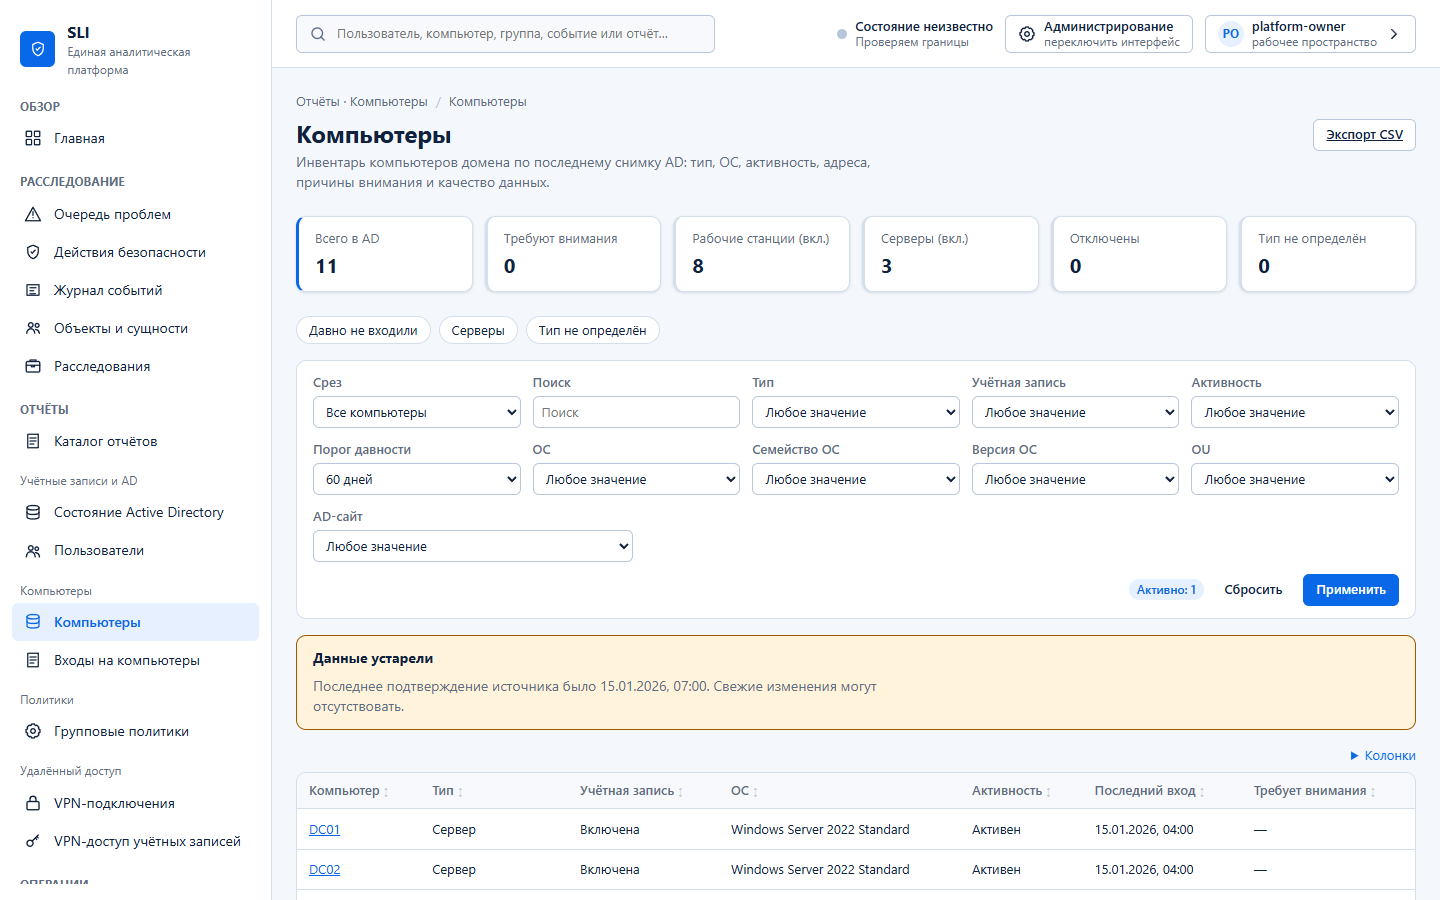 SLI
Единая аналитическая
платформа
ОБЗОР
Главная
РАССЛЕДОВАНИЕ
Очередь проблем
Действия безопасности
Журнал событий
Объекты и сущности
Расследования
ОТЧЁТЫ
Каталог отчётов
Учётные записи и AD
Состояние Active Directory
Пользователи
Компьютеры
Компьютеры
Входы на компьютеры
Политики
Групповые политики
Удалённый доступ
VPN-подключения
VPN-доступ учётных записей
ОПЕРАЦИИ
Пользователь, компьютер, группа, событие или отчёт...
Состояние неизвестно
Проверяем границы
Администрирование
переключить интерфейс
PO
platform-owner
рабочее пространство
Отчёты · Компьютеры / Компьютеры
Компьютеры
Инвентарь компьютеров домена по последнему снимку AD: тип, ОС, активность, адреса,
причины внимания и качество данных.
Экспорт CSV
Всего в AD
11
Требуют внимания
0
Рабочие станции (вкл.)
8
Серверы (вкл.)
3
Отключены
0
Тип не определён
0
Давно не входили
Серверы
Тип не определён
Срез Поиск Тип Учётная запись Активность
Все компьютеры Поиск Любое значение Любое значение Любое значение
Порог давности ОС Семейство ОС Версия ОС OU
60 дней Любое значение Любое значение Любое значение Любое значение
AD-сайт
Любое значение
Активно: 1 Сбросить Применить
Данные устарели
Последнее подтверждение источника было 15.01.2026, 07:00. Свежие изменения могут
отсутствовать.
Колонки
Компьютер Тип Учётная запись ОС Активность Последний вход Требует внимания
DC01 Сервер Включена Windows Server 2022 Standard Активен 15.01.2026, 04:00 —
DC02 Сервер Включена Windows Server 2022 Standard Активен 15.01.2026, 04:00 —